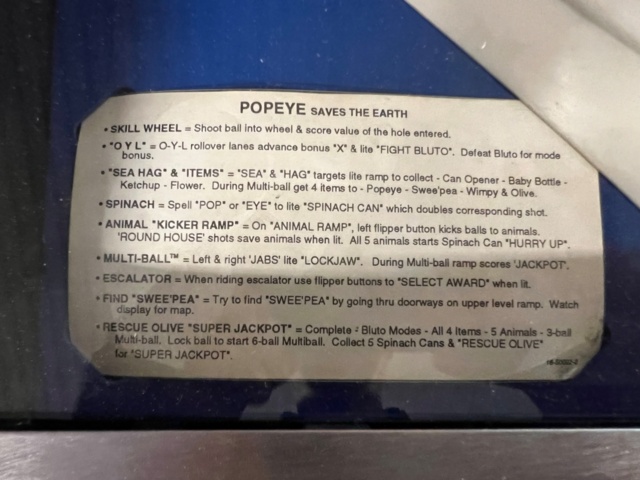 POPEYE SAVES THE EARTH
• SKILL WHEEL = Shoot ball into wheel & score value of the hole entered.
• "O Y L" = O-Y-L rollover lanes advance bonus "X" & lite "FIGHT BLUTO". Defeat Bluto for mode
bonus.
• "SEA HAG" & "ITEMS" = "SEA" & "HAG" targets lite ramp to collect - Can Opener - Baby Bottle -
Ketchup - Flower. During Multi-ball get 4 items to - Popeye - Swee'pea - Wimpy & Olive.
• SPINACH = Spell "POP" or "EYE" to lite "SPINACH CAN" which doubles corresponding shot.
• ANIMAL "KICKER RAMP" = On "ANIMAL RAMP", left flipper button kicks balls to animals.
'ROUND HOUSE' shots save animals when lit. All 5 animals starts Spinach Can "HURRY UP".
• MULTI-BALL™ = Left & right 'JABS' lite "LOCKJAW". During Multi-ball ramp scores 'JACKPOT'.
• ESCALATOR = When riding escalator use flipper buttons to "SELECT AWARD" when lit.
• FIND "SWEE'PEA" = Try to find "SWEE'PEA" by going thru doorways on upper level ramp. Watch
display for map.
• RESCUE OLIVE "SUPER JACKPOT" = Complete - Bluto Modes - All 4 Items - 5 Animals - 3-ball
Multi-ball. Lock ball to start 6-ball Multiball. Collect 5 Spinach Cans & "RESCUE OLIVE"
for 'SUPER JACKPOT'.